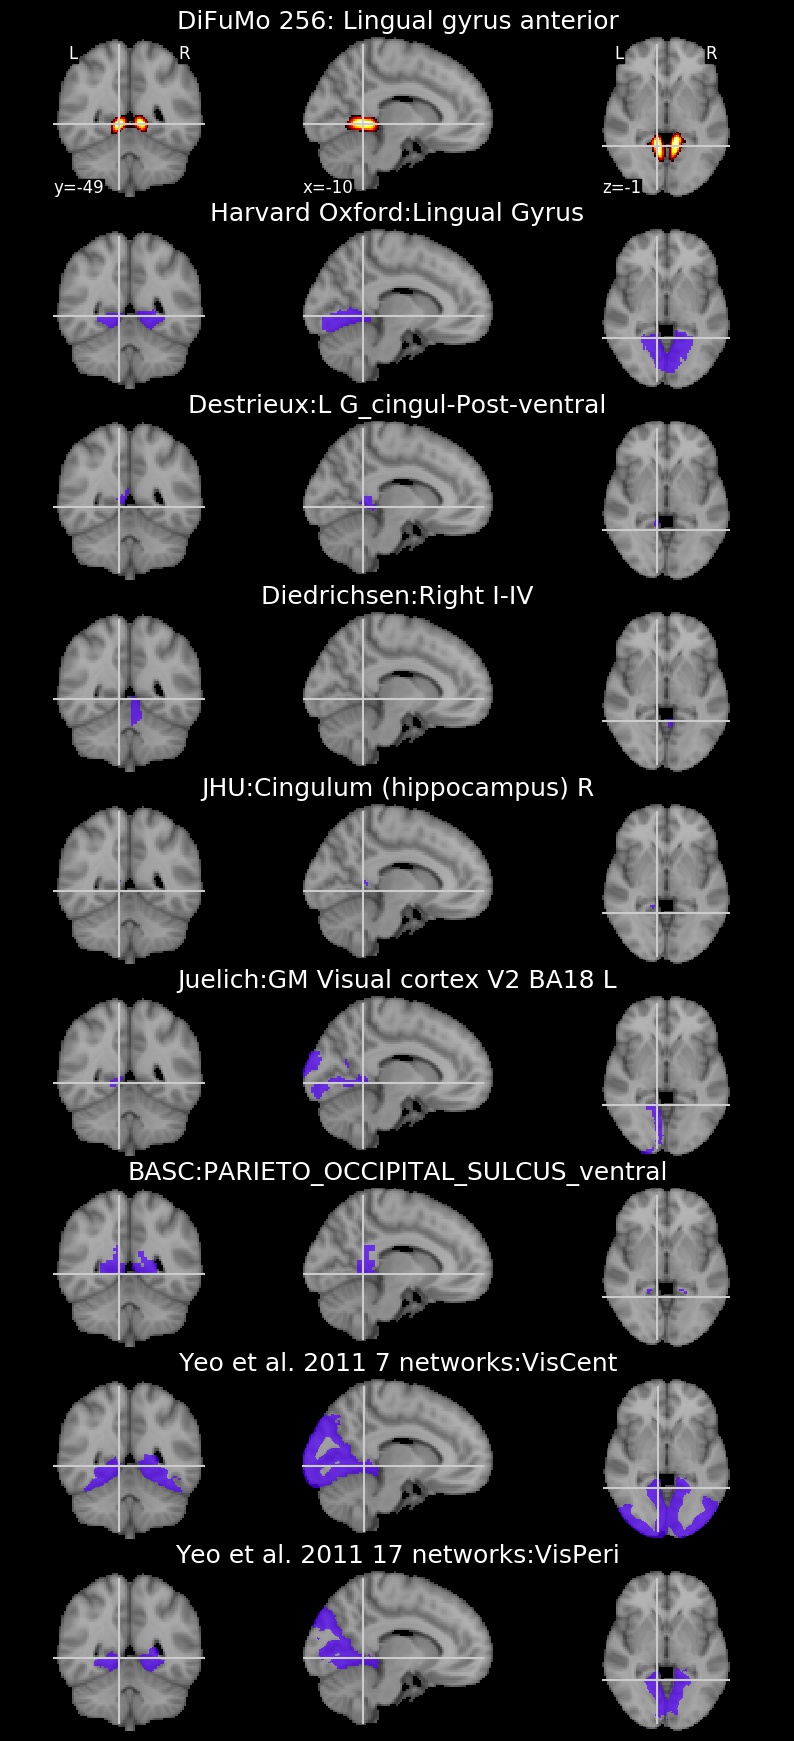 DiFuMo 256: Lingual gyrus anterior
L R L R
y=-49 x=-10 z=-1
Harvard Oxford:Lingual Gyrus
Destrieux:L G_cingul-Post-ventral
Diedrichsen:Right I-IV
JHU:Cingulum (hippocampus) R
Juelich:GM Visual cortex V2 BA18 L
BASC:PARIETO_OCCIPITAL_SULCUS_ventral
Yeo et al. 2011 7 networks:VisCent
Yeo et al. 2011 17 networks:VisPeri